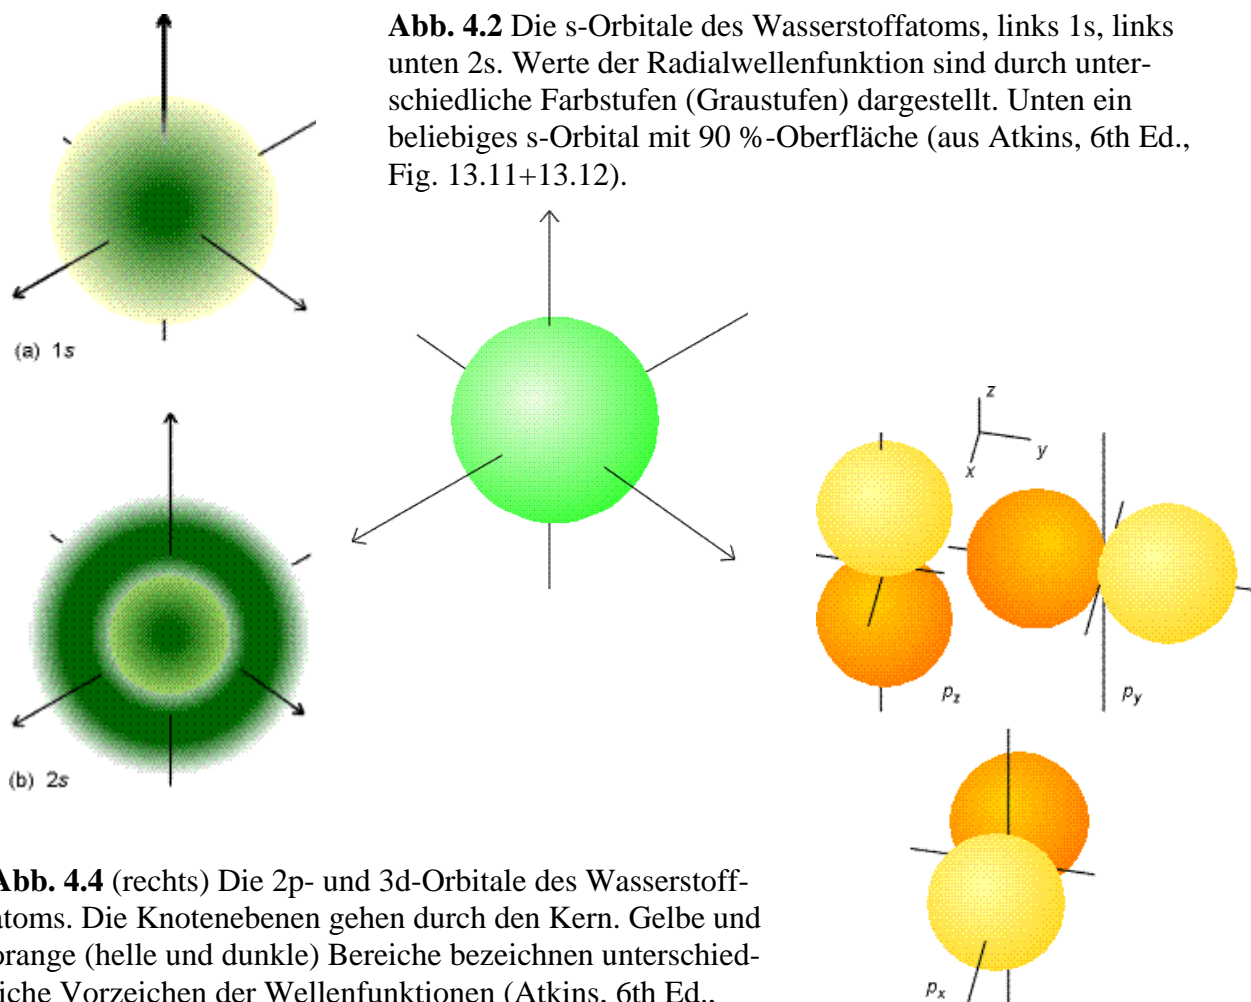 Abb. 4.2 Die s-Orbitale des Wasserstoffatoms, links 1s, links
unten 2s. Werte der Radialwellenfunktion sind durch unter-
schiedliche Farbstufen (Graustufen) dargestellt. Unten ein
beliebiges s-Orbital mit 90 %-Oberfläche (aus Atkins, 6th Ed.,
Fig. 13.11+13.12).
(a) 1s
z
y
x
(b) 2s
pz
py
Abb. 4.4 (rechts) Die 2p- und 3d-Orbitale des Wasserstoff-
atoms. Die Knotenebenen gehen durch den Kern. Gelbe und
orange (helle und dunkle) Bereiche bezeichnen unterschied-
liche Vorzeichen der Wellenfunktionen (Atkins, 6th Ed.,
px